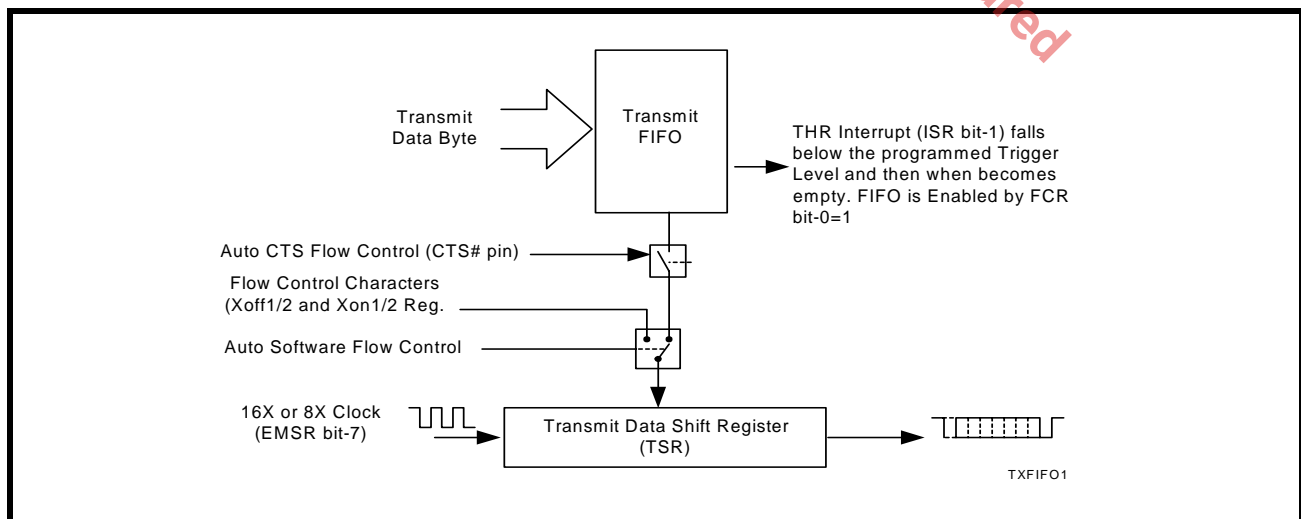 Transmit
Data Byte
Transmit
FIFO
THR Interrupt (ISR bit-1) falls
below the programmed Trigger
Level and then when becomes
empty. FIFO is Enabled by FCR
bit-0=1
Auto CTS Flow Control (CTS# pin)
Flow Control Characters
(Xoff1/2 and Xon1/2 Reg.
Auto Software Flow Control
16X or 8X Clock
(EMSR bit-7)
Transmit Data Shift Register
(TSR)
TXFIFO1